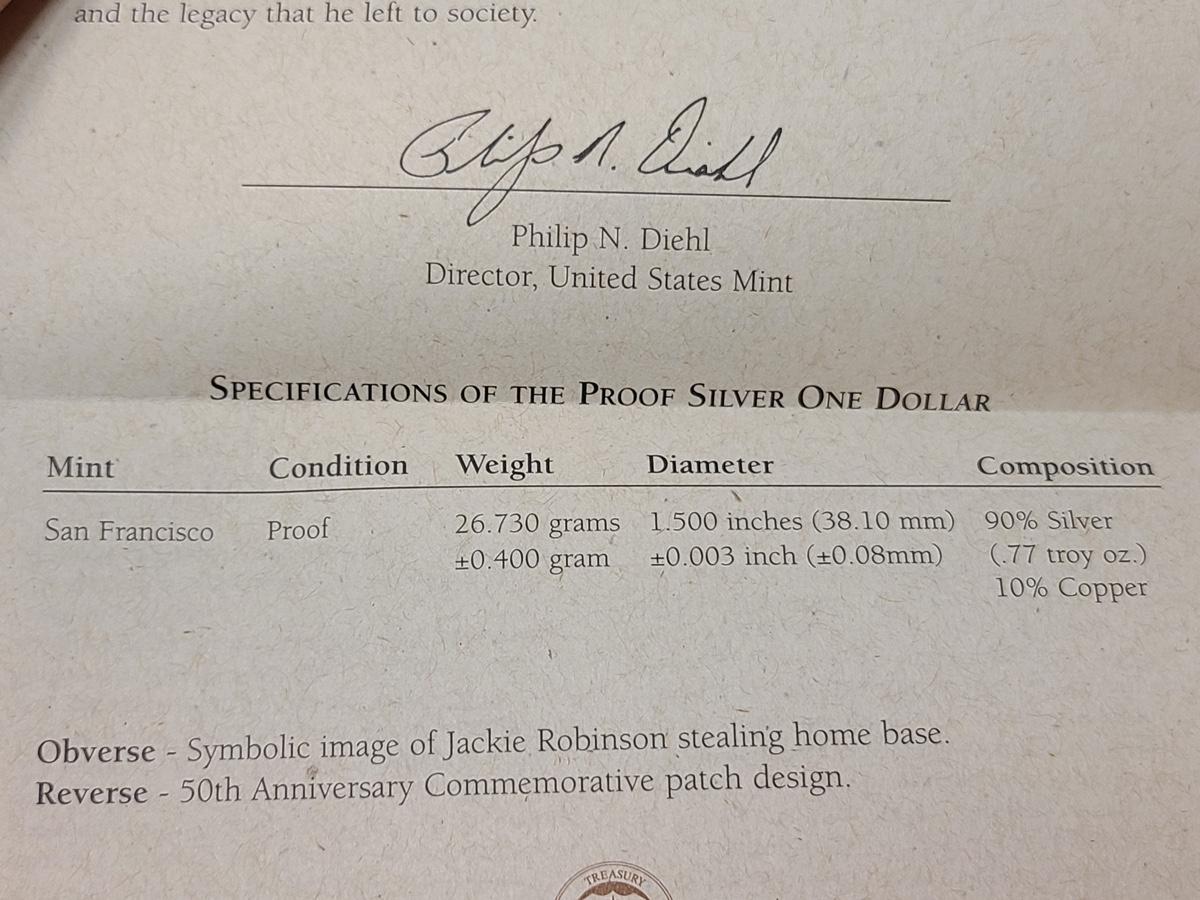 and the legacy that he left to society.
Philip N. Diehl
Philip N. Diehl
Director, United States Mint
SPECIFICATIONS OF THE PROOF SILVER ONE DOLLAR
Mint Condition Weight Diameter Composition
San Francisco Proof 26.730 grams 1.500 inches (38.10 mm) 90% Silver
±0.400 gram ±0.003 inch (±0.08mm) (.77 troy oz.)
10% Copper
Obverse - Symbolic image of Jackie Robinson stealing home base.
Reverse - 50th Anniversary Commemorative patch design.
TREASURY